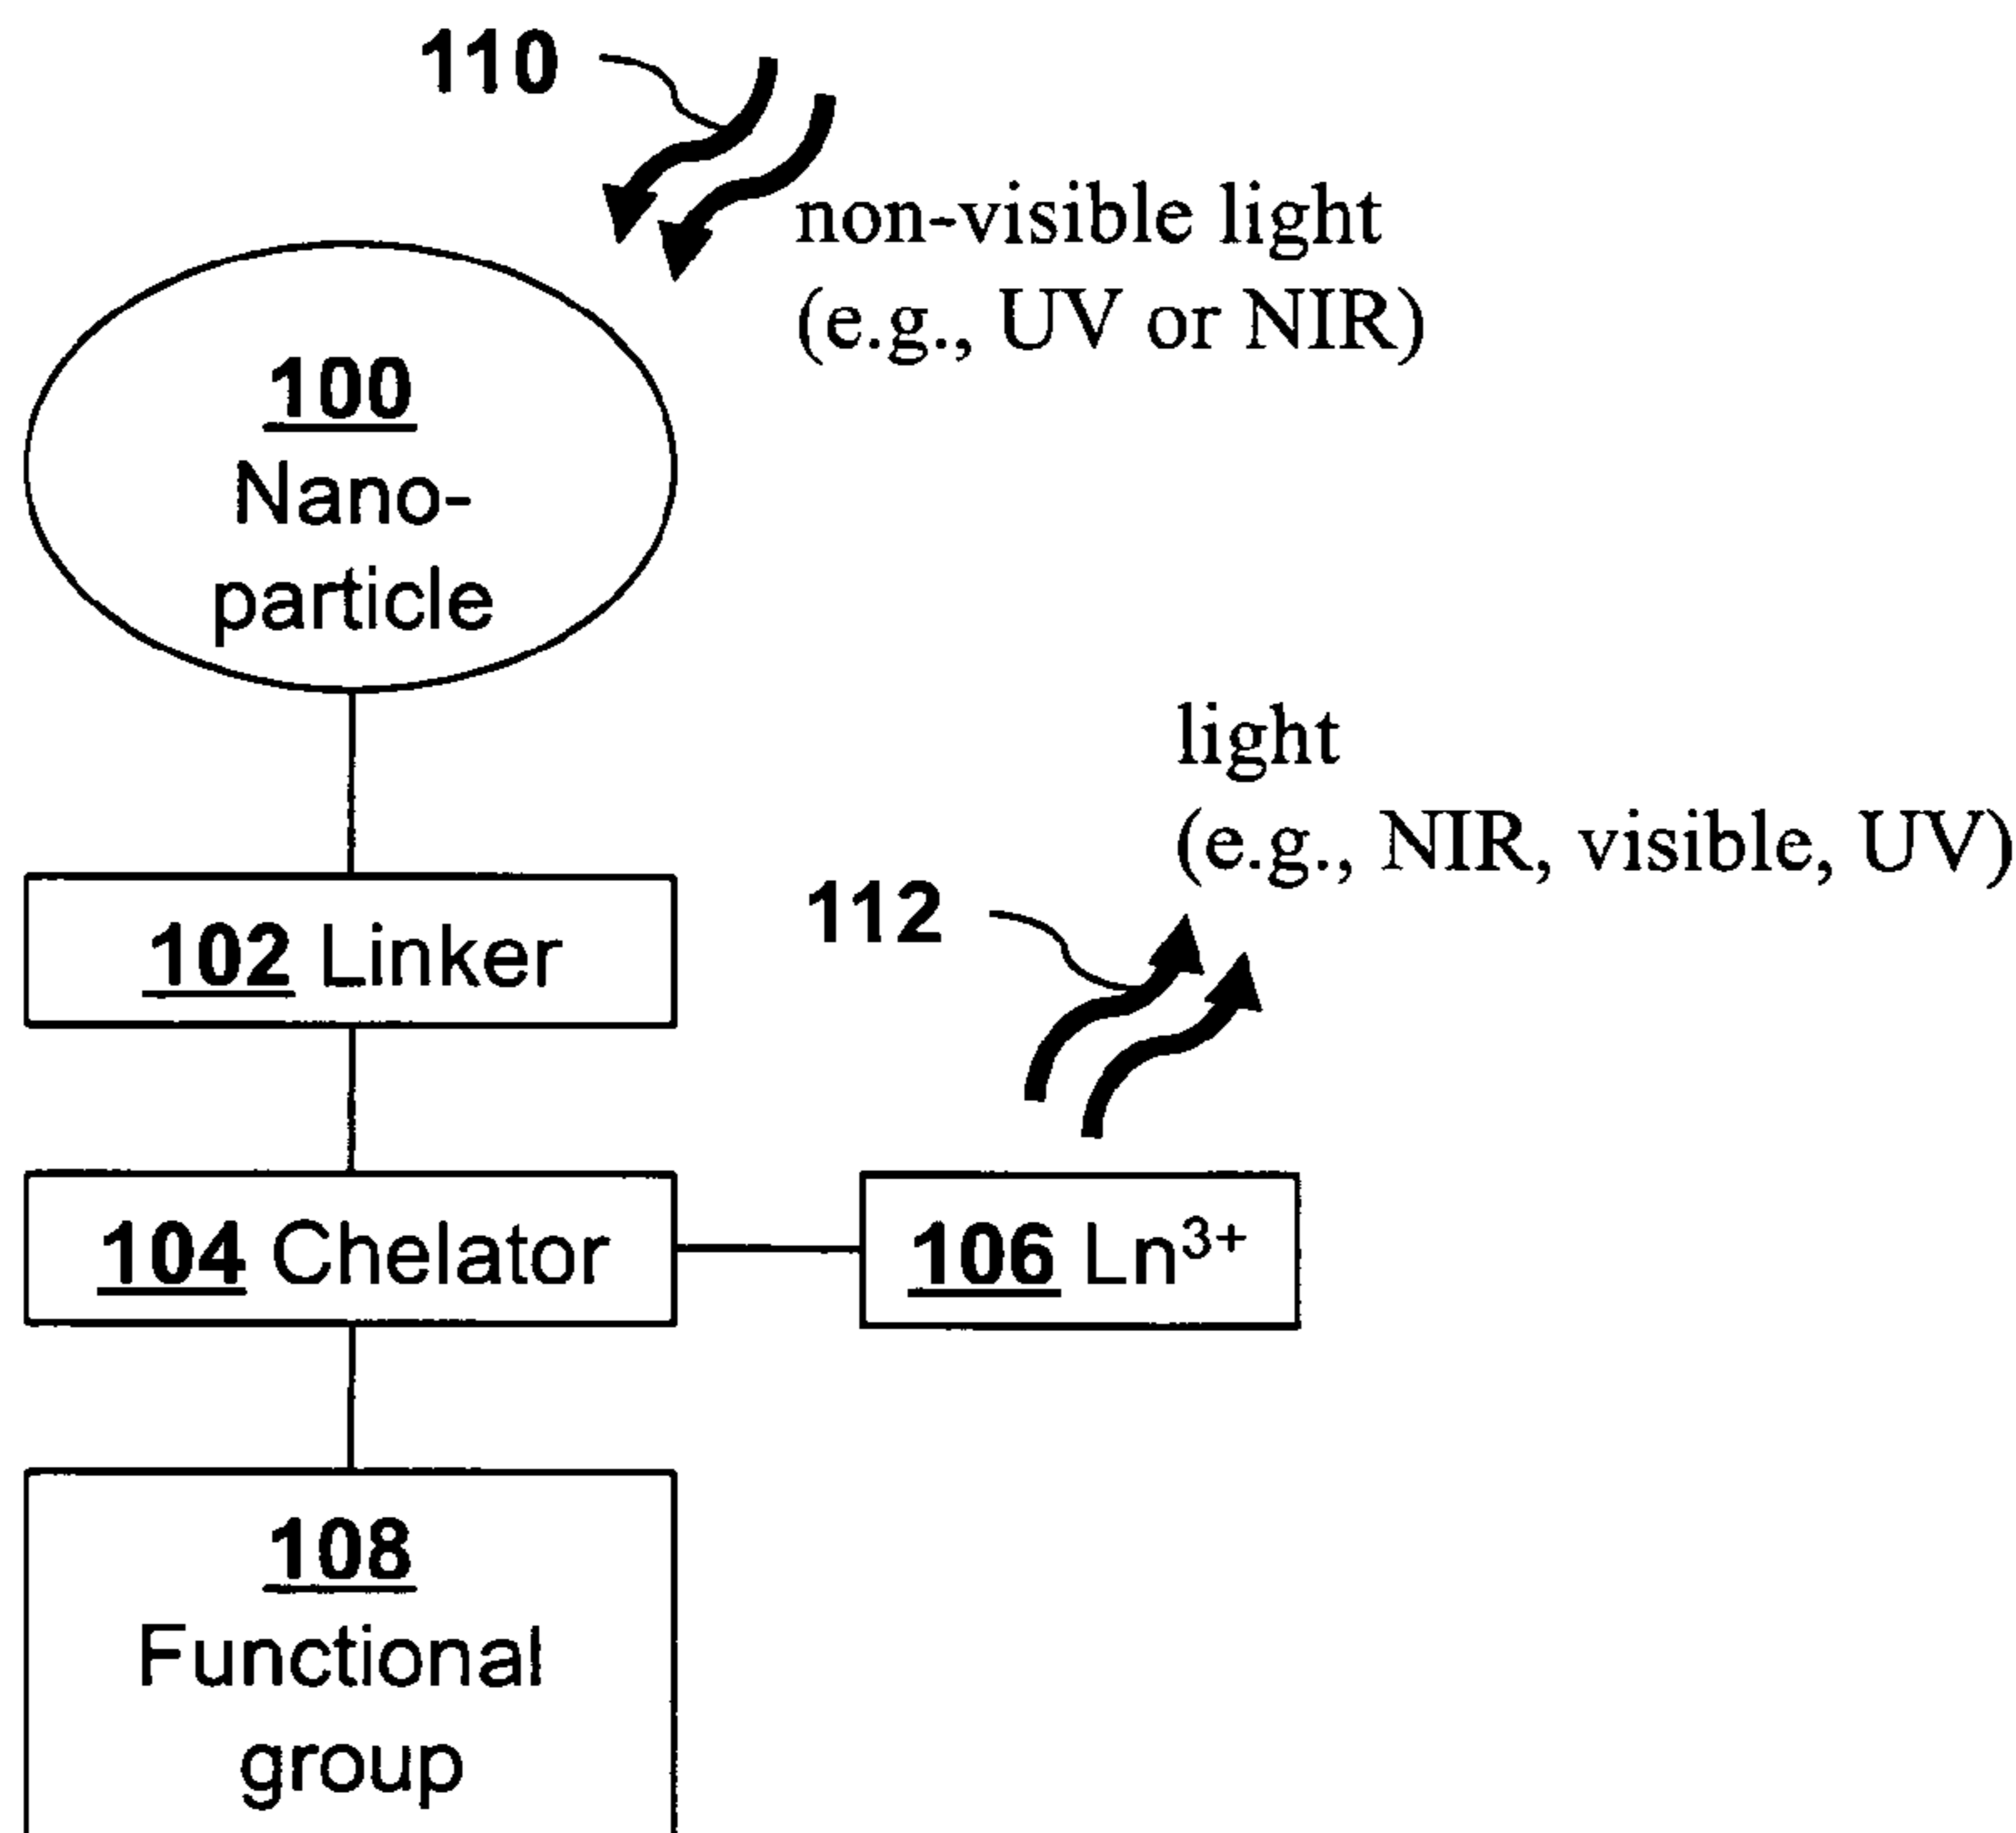 110
non-visible light
(e.g., UV or NIR)
100
Nano-
particle
light
(e.g., NIR, visible, UV)
112
102 Linker
104 Chelator
106 Ln³⁺
108
Functional
group